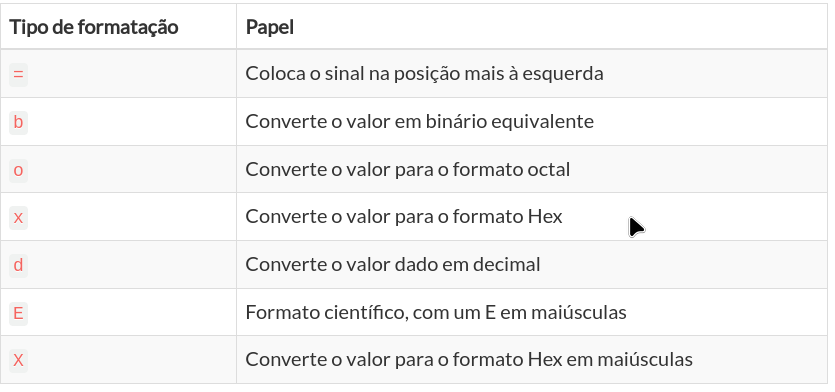 Tipo de formatação Papel
= Coloca o sinal na posição mais à esquerda
b Converte o valor em binário equivalente
o Converte o valor para o formato octal
x Converte o valor para o formato Hex
d Converte o valor dado em decimal
E Formato científico, com um E em maiúsculas
X Converte o valor para o formato Hex em maiúsculas